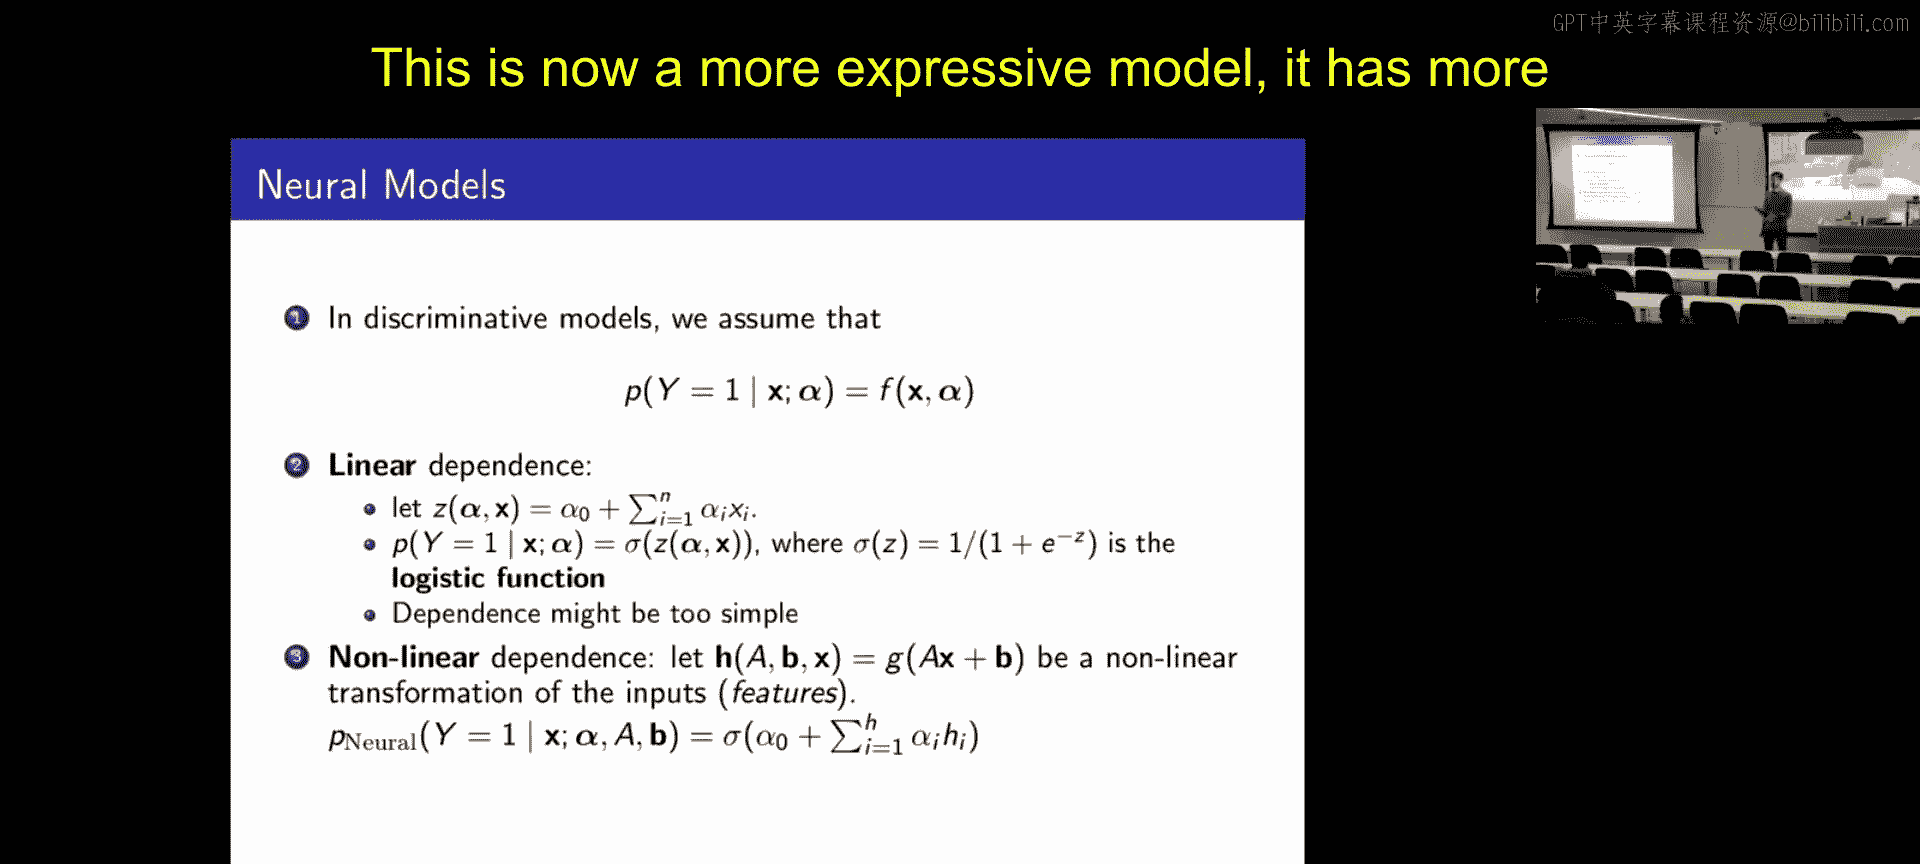 GPT中英字幕课程资源@bilibili.com
This is now a more expressive model, it has more
Neural Models
1 In discriminative models, we assume that
p(Y = 1 | x; α) = f(x, α)
2 Linear dependence:
• let z(α, x) = α₀ + ∑ⁿᵢ₌₁ αᵢxᵢ.
• p(Y = 1 | x; α) = σ(z(α, x)), where σ(z) = 1/(1 + e⁻ᶻ) is the
logistic function
• Dependence might be too simple
3 Non-linear dependence: let h(A, b, x) = g(Ax + b) be a non-linear
transformation of the inputs (features).
p_Neural(Y = 1 | x; α, A, b) = σ(α₀ + ∑ʰᵢ₌₁ αᵢhᵢ)